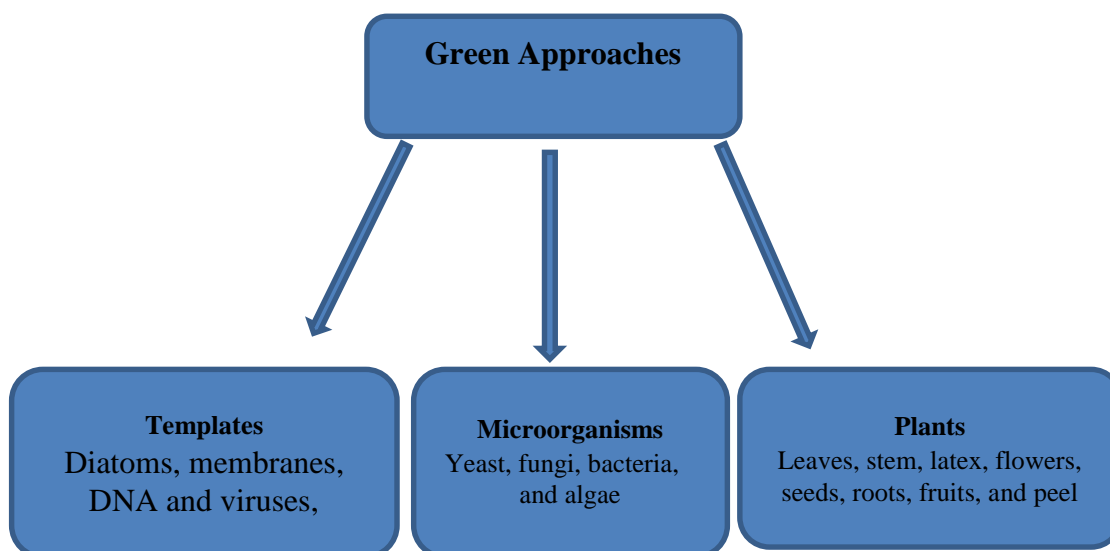 Green Approaches
Templates
Diatoms, membranes,
DNA and viruses,
Microorganisms
Yeast, fungi, bacteria,
and algae
Plants
Leaves, stem, latex, flowers,
seeds, roots, fruits, and peel